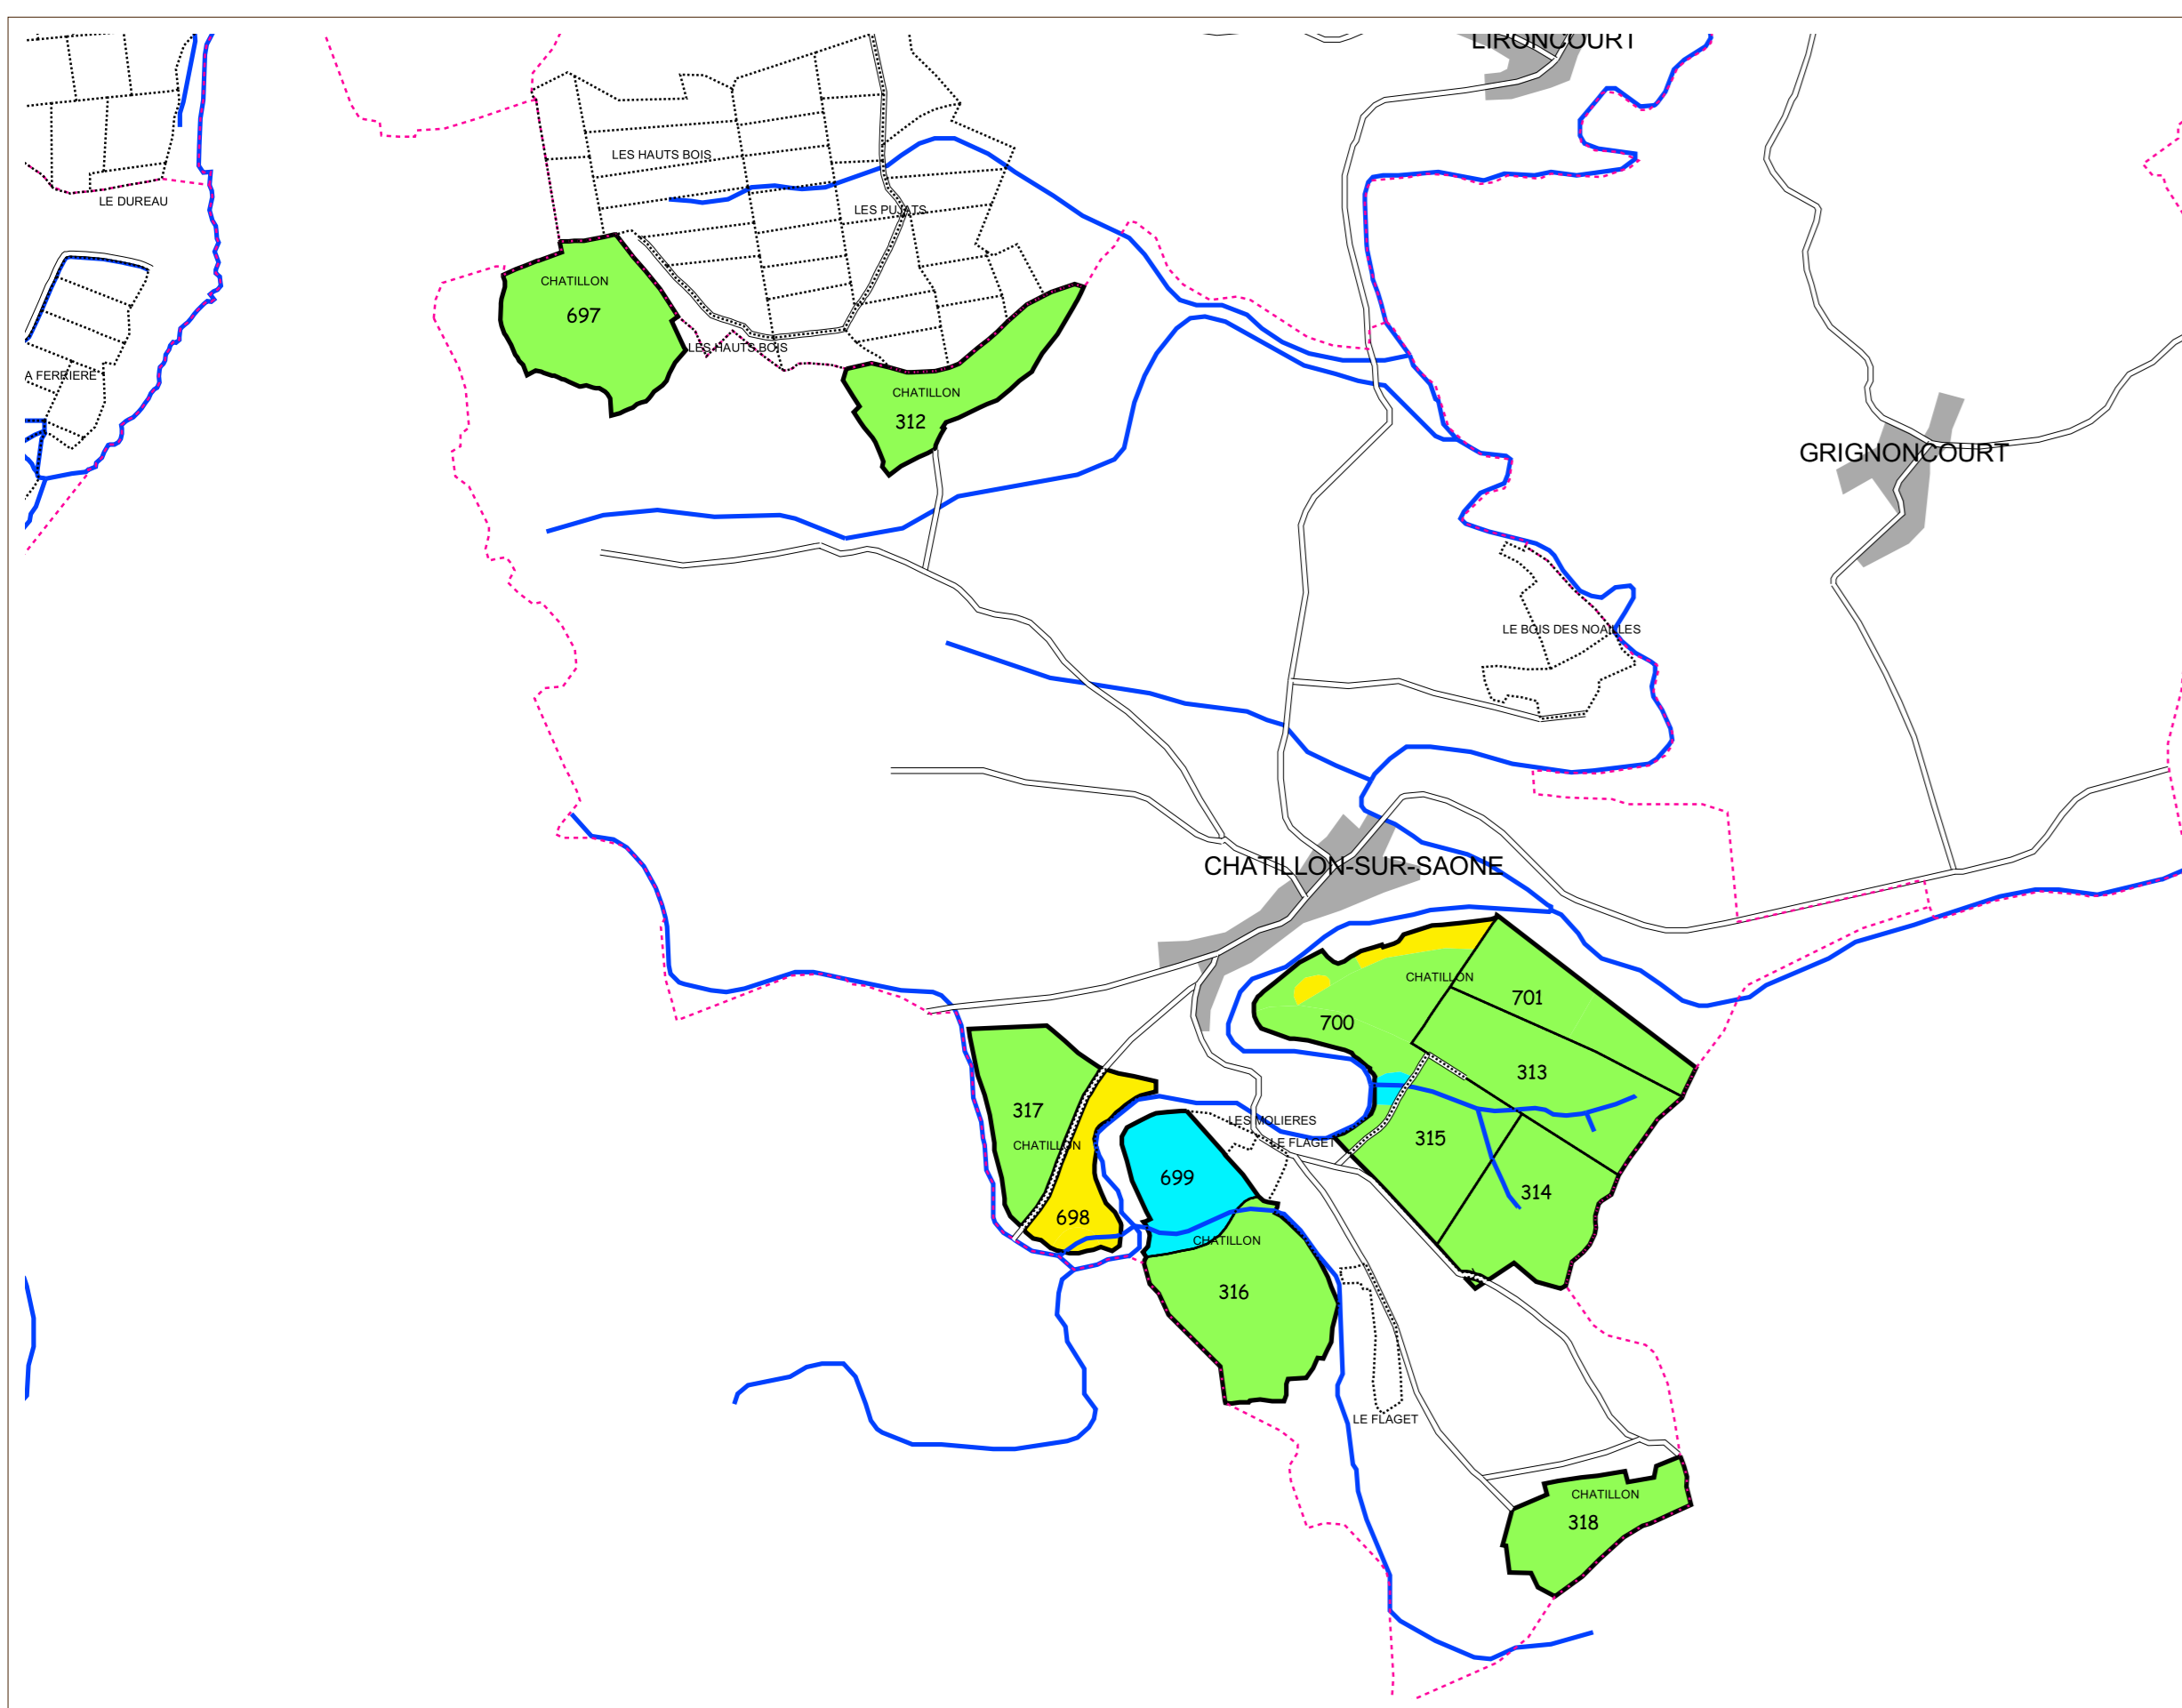 LIRONCOURT
LES HAUTS BOIS
LE DUREAU
LES PUJATS
CHATILLON
697
LES HAUTS BOIS
A FERRIERE
CHATILLON
312
GRIGNONCOURT
LE BOIS DES NOAILLES
CHATILLON-SUR-SAONE
CHATILLON
701
700
313
317
LES MOLIERES
315
LE FLAGET
CHATILLON
699
314
698
CHATILLON
316
LE FLAGET
CHATILLON
318